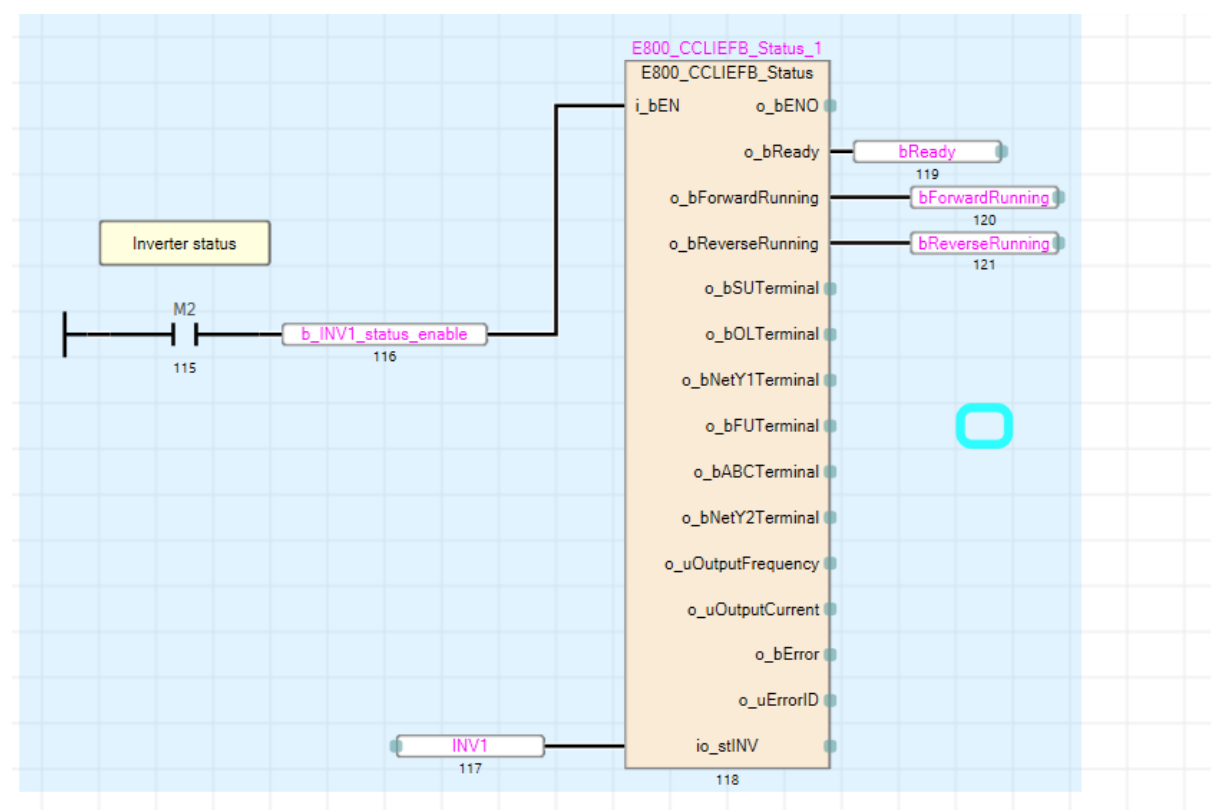 E800_CCLIEFB_Status_1
E800_CCLIEFB_Status
i_bEN o_bENO
o_bReady bReady
119
o_bForwardRunning bForwardRunning
120
o_bReverseRunning bReverseRunning
121
Inverter status
o_bSUTerminal
M2
o_bOLTerminal
b_INV1_status_enable
116
115
o_bNetY1Terminal
o_bFUTerminal
o_bABCTerminal
o_bNetY2Terminal
o_uOutputFrequency
o_uOutputCurrent
o_bError
o_uErrorID
INV1 io_stINV
117
118